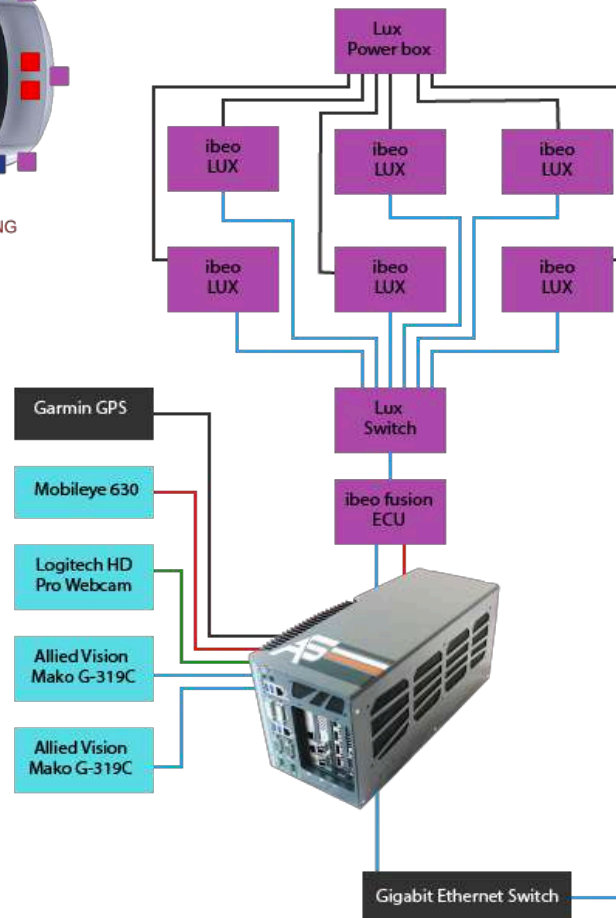 Lux
Power box
ibeo
LUX
ibeo
LUX
ibeo
LUX
NG
ibeo
LUX
ibeo
LUX
ibeo
LUX
Garmin GPS
Lux
Switch
Mobileye 630
ibeo fusion
ECU
Logitech HD
Pro Webcam
Allied Vision
Mako G-319C
Allied Vision
Mako G-319C
Gigabit Ethernet Switch